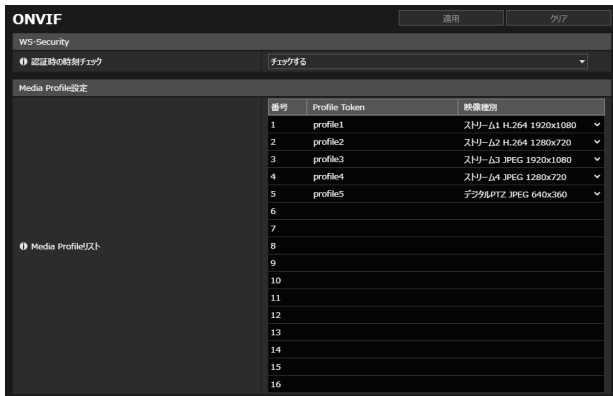 ONVIF
適用 クリア
WS-Security
認証時の時刻チェック チェックする
Media Profile設定
番号 Profile Token 映像種別
1 profile1 ストリーム1 H.264 1920x1080
2 profile2 ストリーム2 H.264 1280x720
3 profile3 ストリーム3 JPEG 1920x1080
4 profile4 ストリーム4 JPEG 1280x720
5 profile5 デジタルPTZ JPEG 640x360
6
7
Media Profileリスト 8
9
10
11
12
13
14
15
16